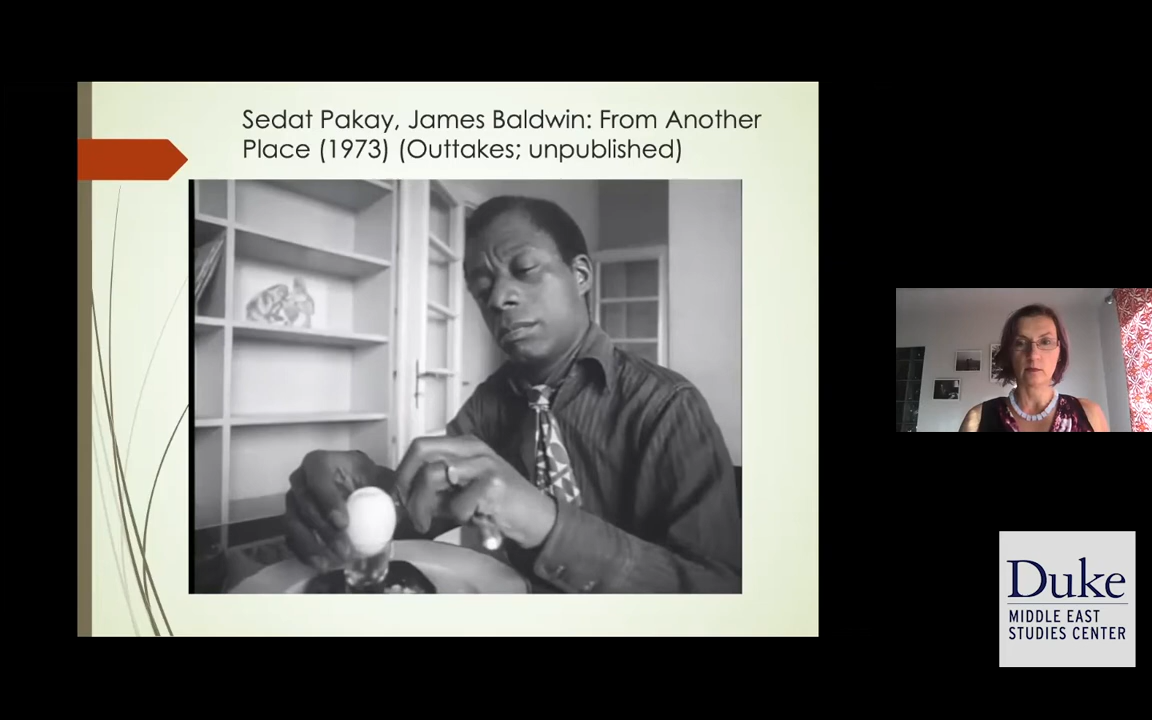 Sedat Pakay, James Baldwin: From Another
Place (1973) (Outtakes; unpublished)
Duke
MIDDLE EAST
STUDIES CENTER